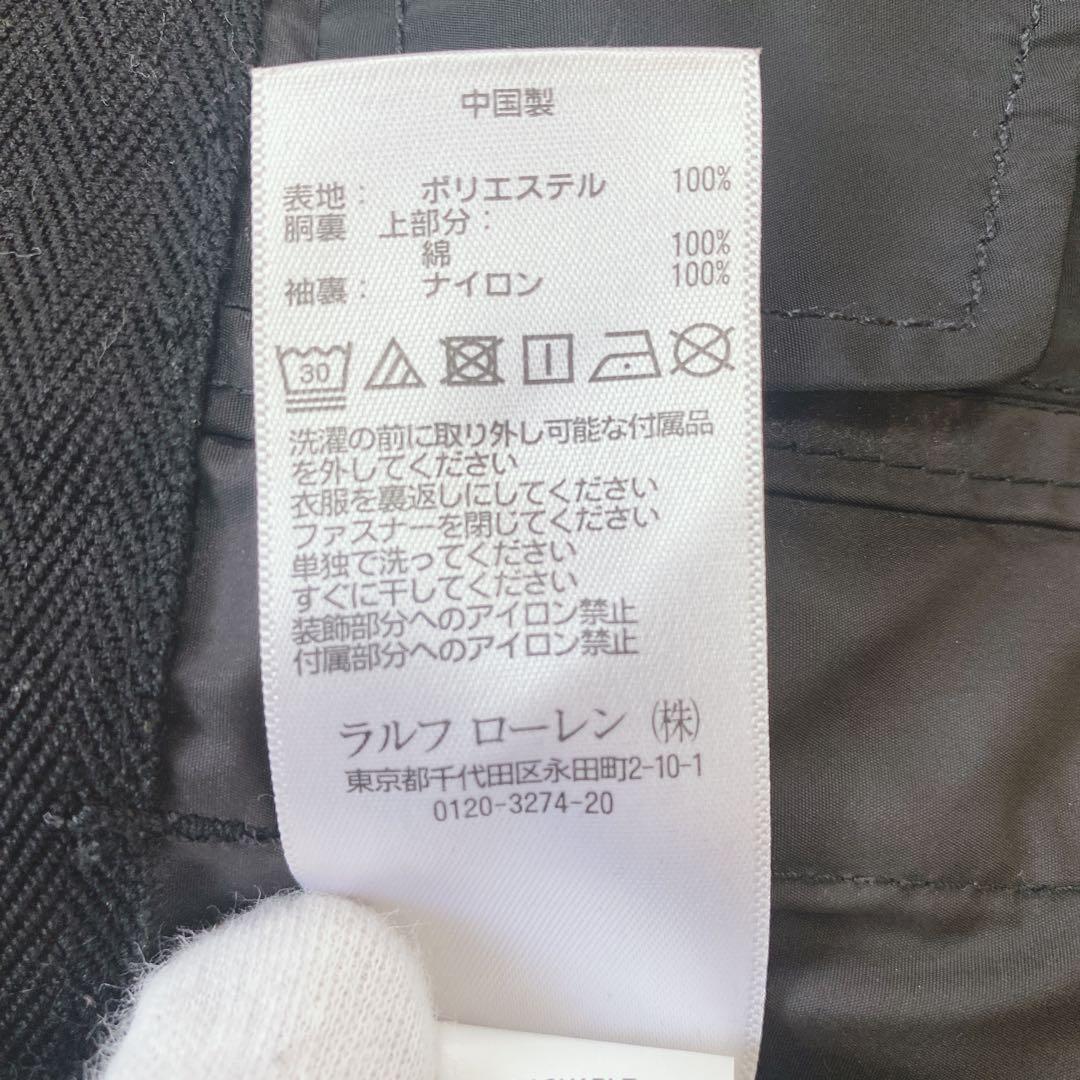 中国製
表地： ポリエステル 100%
胴裏 上部分：
綿 100%
袖裏： ナイロン 100%
30
洗濯の前に取り外し可能な付属品
を外してください
衣服を裏返しにしてください
ファスナーを閉じてください
単独で洗ってください
すぐに干してください
装飾部分へのアイロン禁止
付属部分へのアイロン禁止
ラルフ ローレン（株）
東京都千代田区永田町2-10-1
0120-3274-20